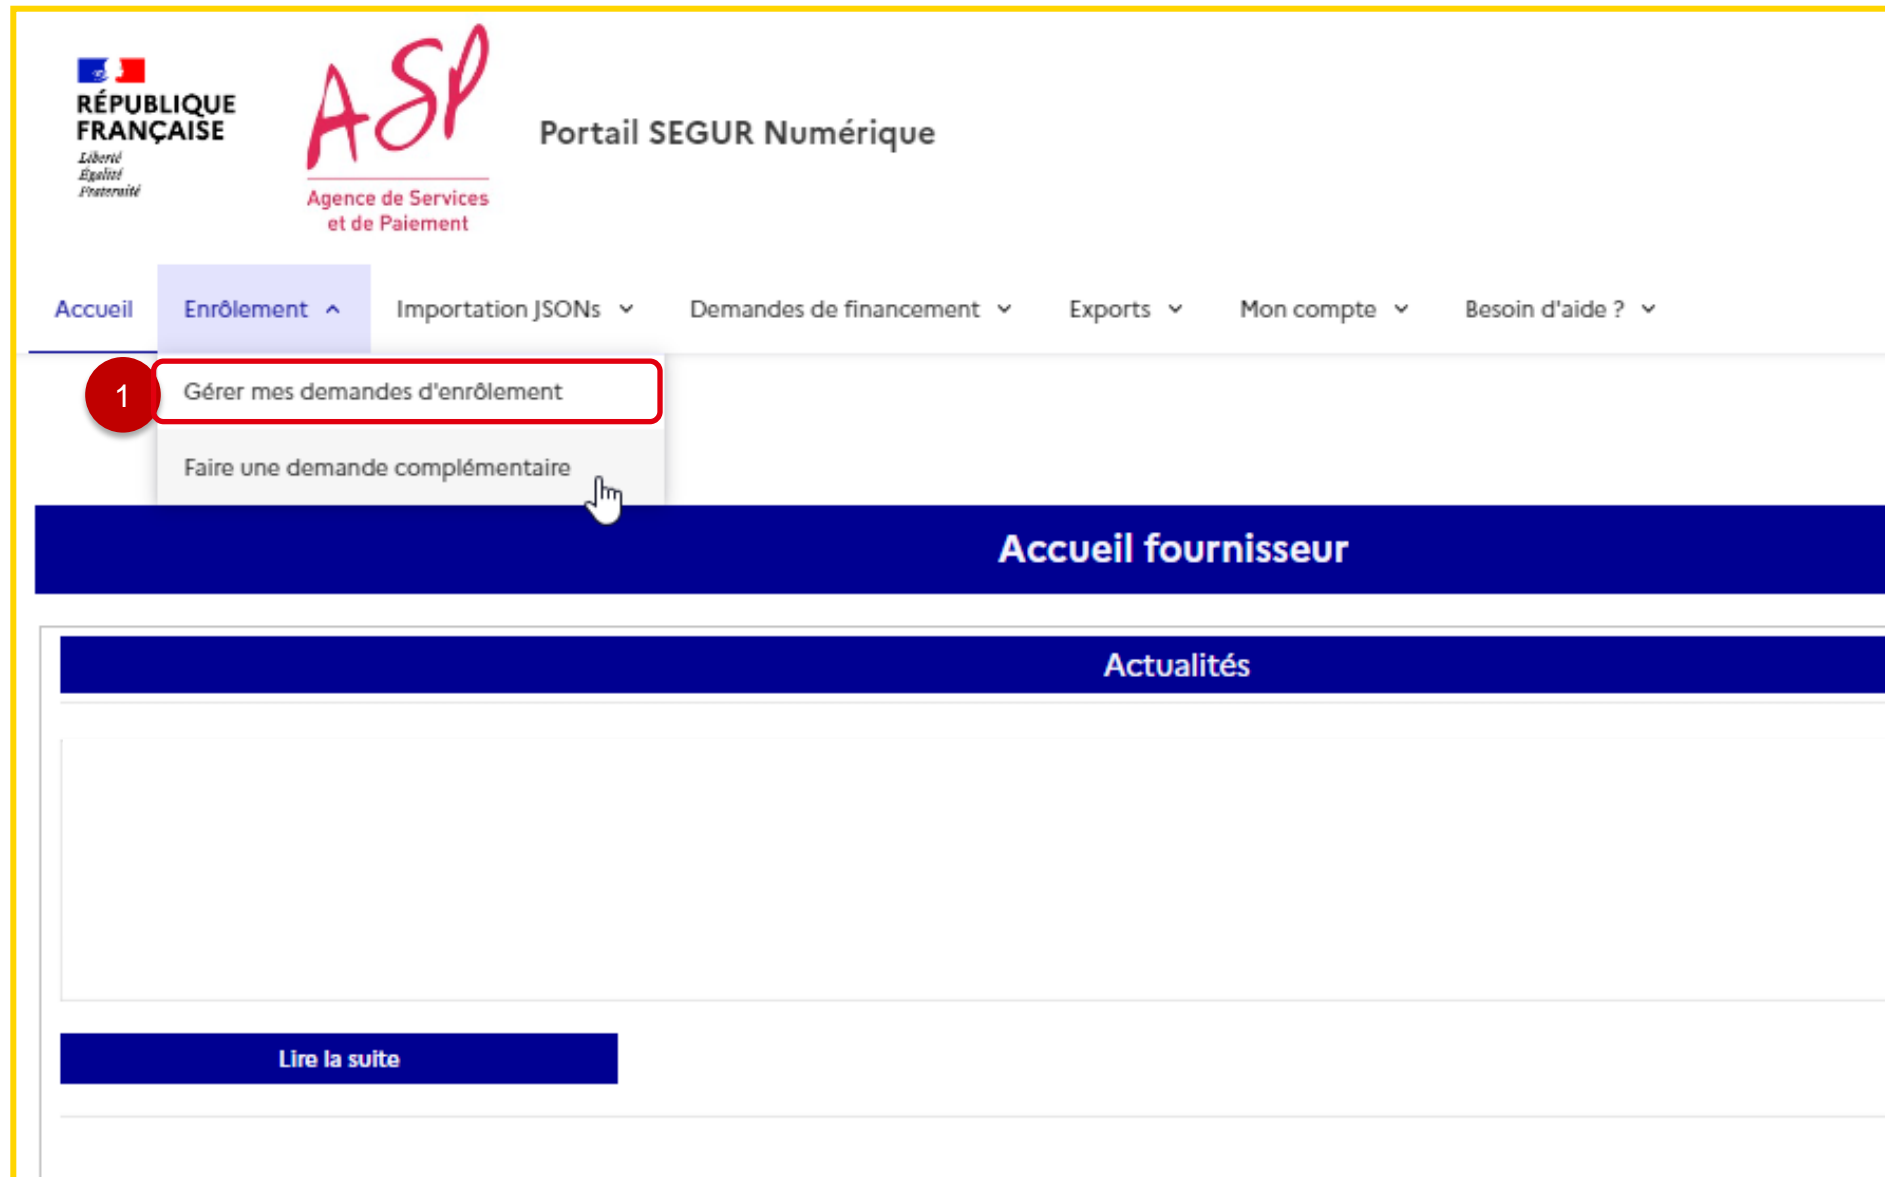 RÉPUBLIQUE
FRANÇAISE
Liberté
Égalité
Fraternité
ASP
Agence de Services
et de Paiement
Portail SEGUR Numérique
Accueil Enrôlement Importation JSONs Demandes de financement Exports Mon compte Besoin d'aide ?
1
Gérer mes demandes d'enrôlement
Faire une demande complémentaire
Accueil fournisseur
Actualités
Lire la suite